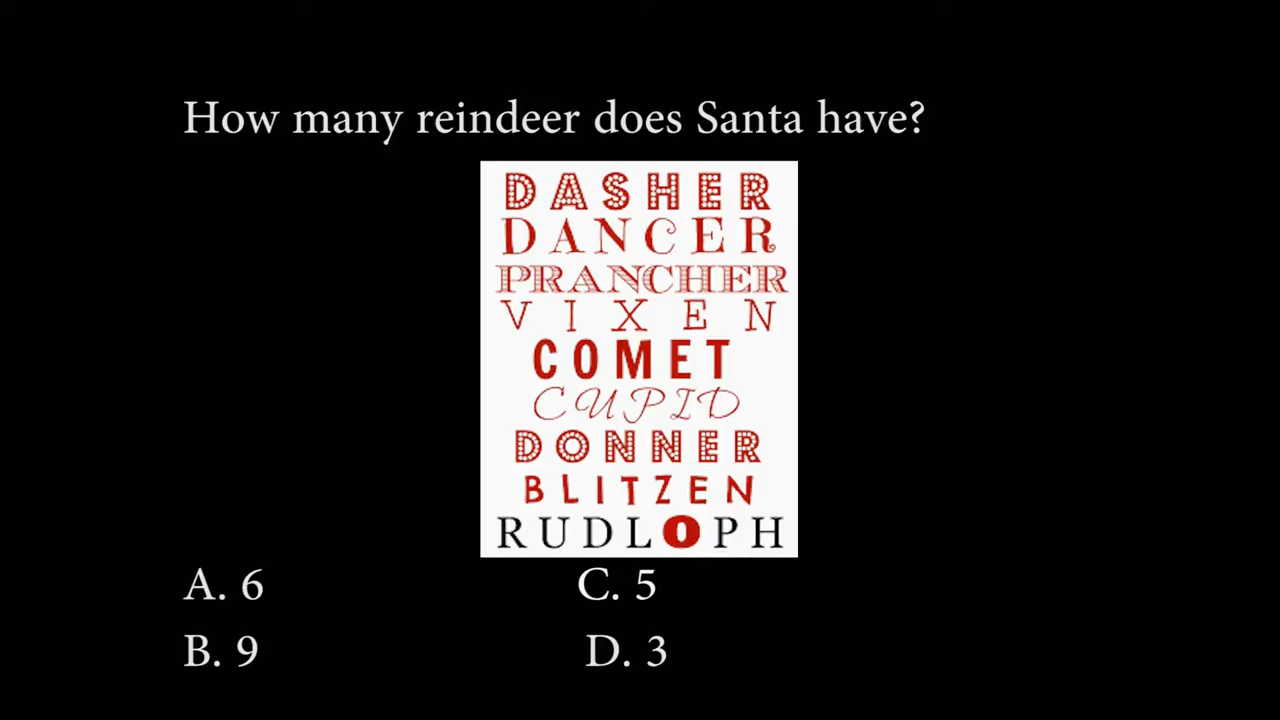 How many reindeer does Santa have?
DASHER
DANCER
PRANCHER
VIXEN
COMET
CUPID
DONNER
BLITZEN
RUDLOPH
A. 6
C. 5
B. 9
D. 3